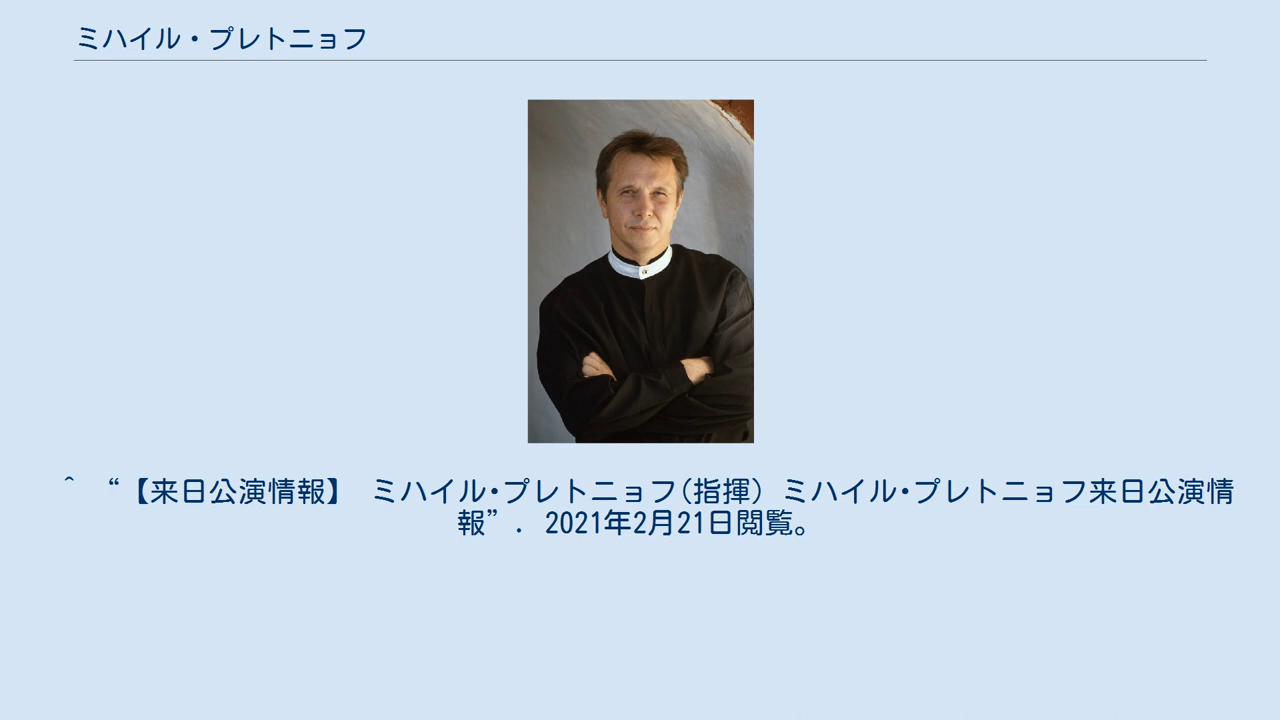 ミハイル・プレトニョフ
^ “【来日公演情報】 ミハイル・プレトニョフ(指揮) ミハイル・プレトニョフ来日公演情
報”. 2021年2月21日閲覧。